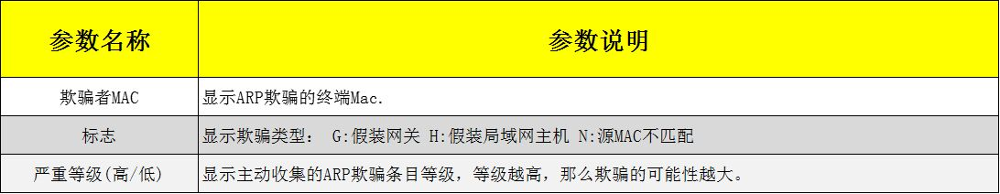 参数名称 参数说明
欺骗者MAC 显示ARP欺骗的终端Mac.
标志 显示欺骗类型： G:假装网关 H:假装局域网主机 N:源MAC不匹配
严重等级(高/低) 显示主动收集的ARP欺骗条目等级，等级越高，那么欺骗的可能性越大。